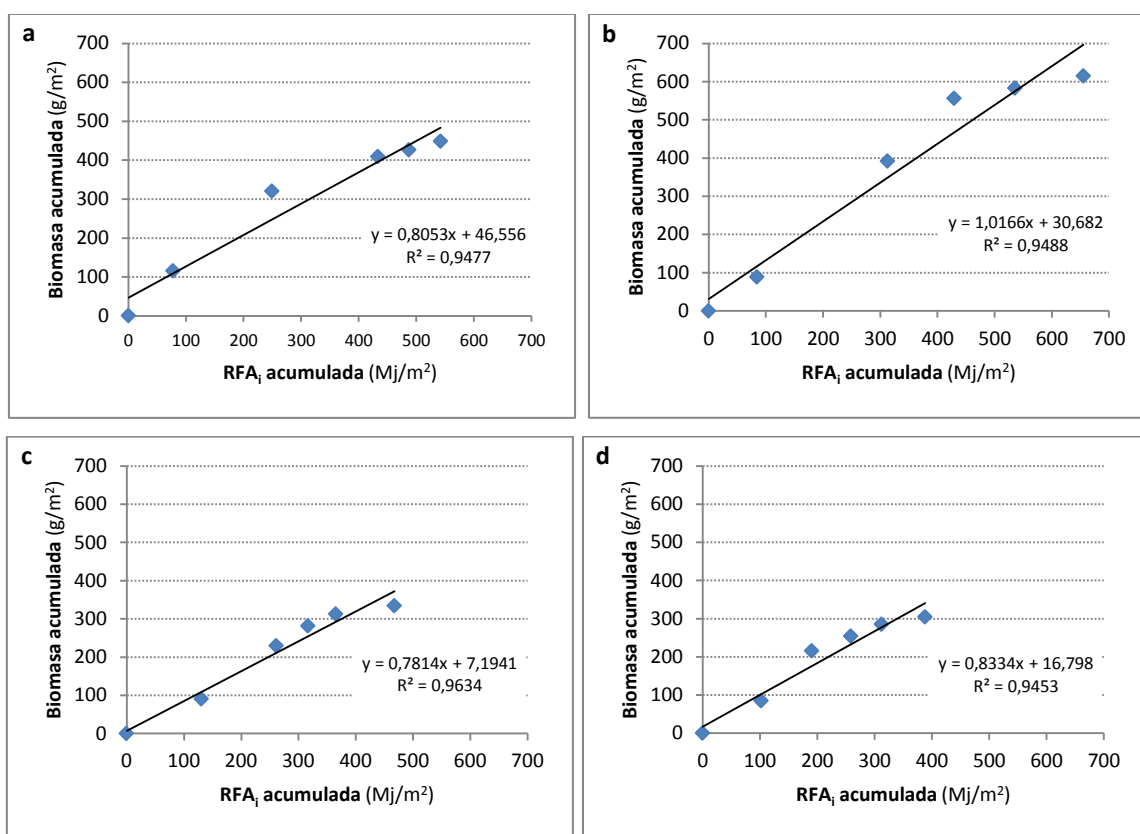 a
Biomasa acumulada (g/m²)
700
600
500
400
300
200
100
0
0 100 200 300 400 500 600 700
y = 0,8053x + 46,556
R² = 0,9477
RFAi acumulada (Mj/m²)
b
Biomasa acumulada (g/m²)
700
600
500
400
300
200
100
0
0 100 200 300 400 500 600 700
y = 1,0166x + 30,682
R² = 0,9488
RFAi acumulada (Mj/m²)
c
Biomasa acumulada (g/m²)
700
600
500
400
300
200
100
0
0 100 200 300 400 500 600 700
y = 0,7814x + 7,1941
R² = 0,9634
RFAi acumulada (Mj/m²)
d
Biomasa acumulada (g/m²)
700
600
500
400
300
200
100
0
0 100 200 300 400 500 600 700
y = 0,8334x + 16,798
R² = 0,9453
RFAi acumulada (Mj/m²)